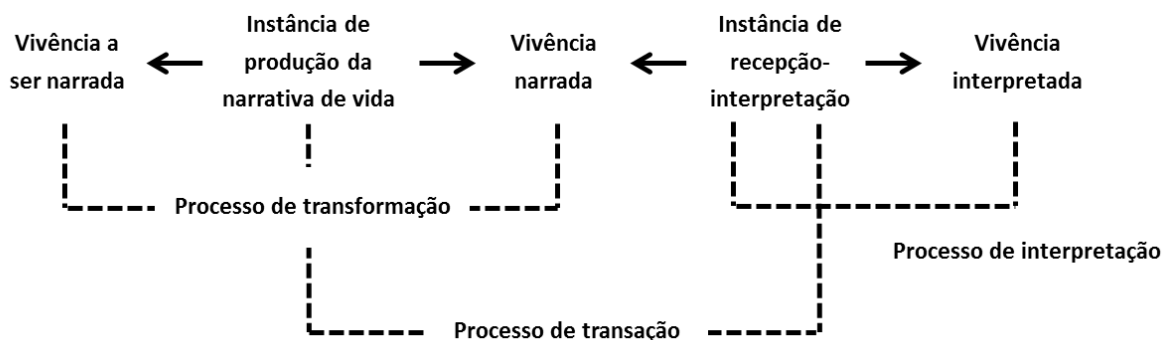 Vivência a
ser narrada
Instância de
produção da
narrativa de vida
Vivência
narrada
Instância de
recepção-
interpretação
Vivência
interpretada
Processo de transformação
Processo de interpretação
Processo de transação